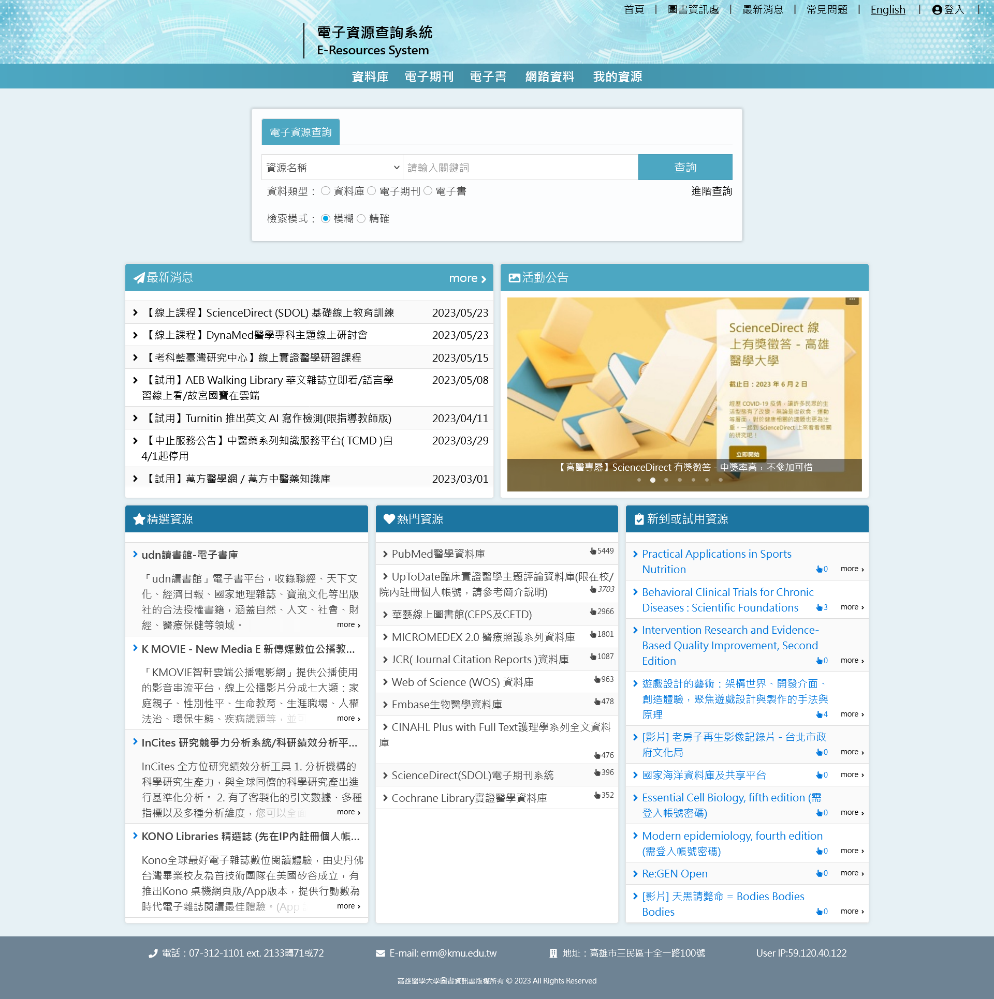 首頁 | 圖書資訊處 | 最新消息 | 常見問題 | English | 登入 |
電子資源查詢系統
E-Resources System
資料庫 電子期刊 電子書 網路資料 我的資源
電子資源查詢
資源名稱 請輸入關鍵詞 查詢
資料類型： 資料庫 電子期刊 電子書 進階查詢
檢索模式： 模糊 精確
最新消息 more
【線上課程】ScienceDirect (SDOL) 基礎線上教育訓練 2023/05/23
【線上課程】DynaMed醫學專科主題線上研討會 2023/05/23
【考科藍臺灣研究中心】線上實證醫學研習課程 2023/05/15
【試用】AEB Walking Library 華文雜誌立即看/語言學 2023/05/08
習線上看/故宮國寶在雲端
【試用】Turnitin 推出英文 AI 寫作檢測(限指導教師版) 2023/04/11
【中止服務公告】中醫藥系列知識服務平台( TCMD )自 2023/03/29
4/1起停用
【試用】萬方醫學網 / 萬方中醫藥知識庫 2023/03/01
活動公告
ScienceDirect 線
上有獎徵答 - 高雄
醫學大學
截止日：2023 年 6 月 2 日
經歷 COVID-19 疫情，讓許多民眾的生
活型態有了改變，無論是從飲食、運動
等層面，對於健康相關的議題也更為注
重。一起到 ScienceDirect 上來看看相關
的研究吧！
立即開始
【高醫專屬】ScienceDirect 有獎徵答 - 中獎率高，不參加可惜
精選資源
udn讀書館-電子書庫
「udn讀書館」電子書平台，收錄聯經、天下文
化、經濟日報、國家地理雜誌、寶瓶文化等出版
社的合法授權書籍，涵蓋自然、人文、社會、財
經、醫療保健等領域。 more
K MOVIE - New Media E 新傳媒數位公播教...
「KMOVIE智軒雲端公播電影網」提供公播使用
的影音串流平台，線上公播影片分成七大類：家
庭親子、性別性平、生命教育、生涯職場、人權
法治、環保生態、疾病議題等，並可 more
InCites 研究競爭力分析系統/科研績效分析平...
InCites 全方位研究績效分析工具 1. 分析機構的
科學研究生產力，與全球同儕的科學研究產出進
行基準化分析。 2. 有了客製化的引文數據、多種
指標以及多種分析維度，您可以全面 more
KONO Libraries 精選誌 (先在IP內註冊個人帳...
Kono全球最好電子雜誌數位閱讀體驗，由史丹佛
台灣畢業校友為首技術團隊在美國矽谷成立，有
推出Kono 桌機網頁版/App版本，提供行動數為
時代電子雜誌閱讀最佳體驗。(App more
熱門資源
PubMed醫學資料庫 5449
UpToDate臨床實證醫學主題評論資料庫(限在校/
院內註冊個人帳號，請參考簡介說明) 3703
華藝線上圖書館(CEPS及CETD) 2966
MICROMEDEX 2.0 醫療照護系列資料庫 1801
JCR( Journal Citation Reports )資料庫 1087
Web of Science (WOS) 資料庫 963
Embase生物醫學資料庫 478
CINAHL Plus with Full Text護理學系列全文資料
庫
476
ScienceDirect(SDOL)電子期刊系統 396
Cochrane Library實證醫學資料庫 352
新到或試用資源
Practical Applications in Sports
Nutrition 0 more
Behavioral Clinical Trials for Chronic
Diseases : Scientific Foundations 3 more
Intervention Research and Evidence-
Based Quality Improvement, Second
Edition 0 more
遊戲設計的藝術：架構世界、開發介面、
創造體驗，聚焦遊戲設計與製作的手法與
原理 4 more
[影片] 老房子再生影像記錄片 - 台北市政
府文化局 0 more
國家海洋資料庫及共享平台 0 more
Essential Cell Biology, fifth edition (需
登入帳號密碼) 0 more
Modern epidemiology, fourth edition
(需登入帳號密碼) 0 more
Re:GEN Open 0 more
[影片] 天黑請斃命 = Bodies Bodies
Bodies 0 more
電話：07-312-1101 ext. 2133轉71或72 E-mail: erm@kmu.edu.tw 地址：高雄市三民區十全一路100號 User IP:59.120.40.122
高雄醫學大學圖書資訊處版權所有 © 2023 All Rights Reserved